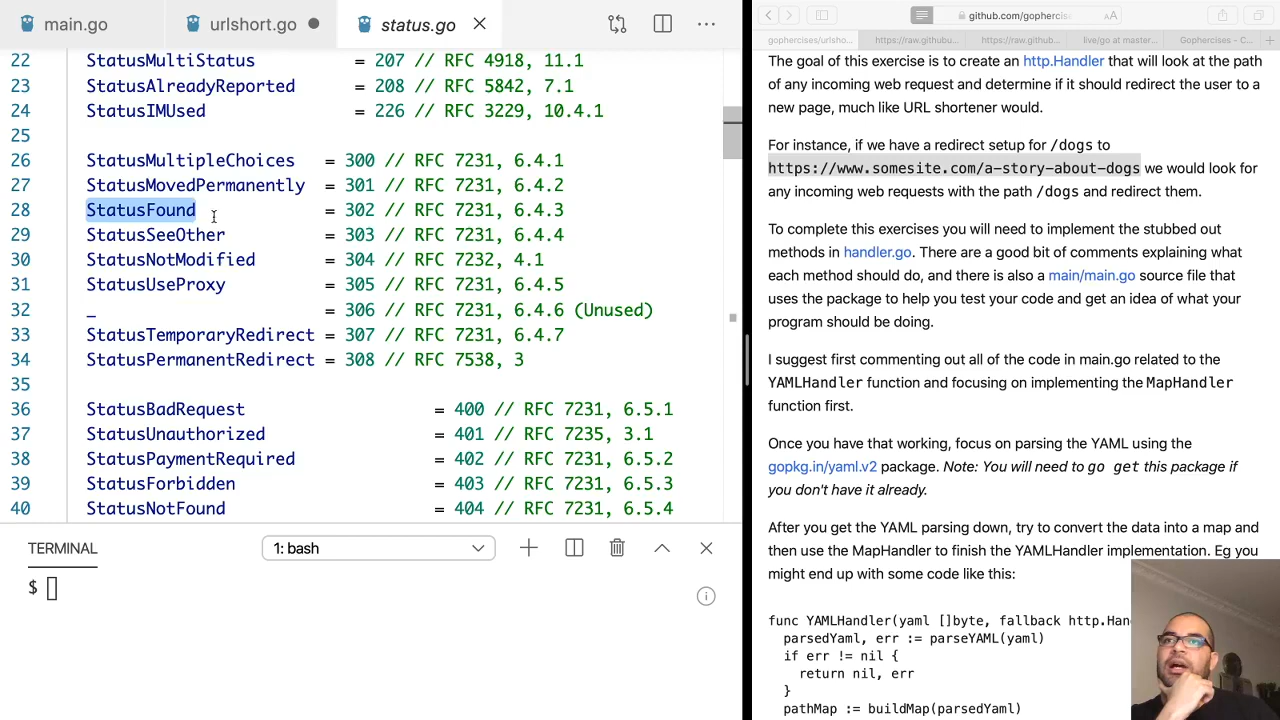 main.go
urlshort.go
status.go
22 StatusMultiStatus = 207 // RFC 4918, 11.1
23 StatusAlreadyReported = 208 // RFC 5842, 7.1
24 StatusIMUsed = 226 // RFC 3229, 10.4.1
25
26 StatusMultipleChoices = 300 // RFC 7231, 6.4.1
27 StatusMovedPermanently = 301 // RFC 7231, 6.4.2
28 StatusFound = 302 // RFC 7231, 6.4.3
29 StatusSeeOther = 303 // RFC 7231, 6.4.4
30 StatusNotModified = 304 // RFC 7232, 4.1
31 StatusUseProxy = 305 // RFC 7231, 6.4.5
32 _ = 306 // RFC 7231, 6.4.6 (Unused)
33 StatusTemporaryRedirect = 307 // RFC 7231, 6.4.7
34 StatusPermanentRedirect = 308 // RFC 7538, 3
35
36 StatusBadRequest = 400 // RFC 7231, 6.5.1
37 StatusUnauthorized = 401 // RFC 7235, 3.1
38 StatusPaymentRequired = 402 // RFC 7231, 6.5.2
39 StatusForbidden = 403 // RFC 7231, 6.5.3
40 StatusNotFound = 404 // RFC 7231, 6.5.4
TERMINAL
1: bash
$
github.com/gophercis
AA
gophercises/urlsho...
https://raw.githubu...
https://raw.github...
live/go at master...
Gophercises - C...
The goal of this exercise is to create an http.Handler that will look at the path
of any incoming web request and determine if it should redirect the user to a
new page, much like URL shortener would.
For instance, if we have a redirect setup for /dogs to
https://www.somesite.com/a-story-about-dogs we would look for
any incoming web requests with the path /dogs and redirect them.
To complete this exercises you will need to implement the stubbed out
methods in handler.go. There are a good bit of comments explaining what
each method should do, and there is also a main/main.go source file that
uses the package to help you test your code and get an idea of what your
program should be doing.
I suggest first commenting out all of the code in main.go related to the
YAMLHandler function and focusing on implementing the MapHandler
function first.
Once you have that working, focus on parsing the YAML using the
gopkg.in/yaml.v2 package. Note: You will need to go get this package if
you don't have it already.
After you get the YAML parsing down, try to convert the data into a map and
then use the MapHandler to finish the YAMLHandler implementation. Eg you
might end up with some code like this:
func YAMLHandler(yaml []byte, fallback http.Han
parsedYaml, err := parseYAML(yaml)
if err != nil {
return nil, err
}
pathMap := buildMap(parsedYaml)